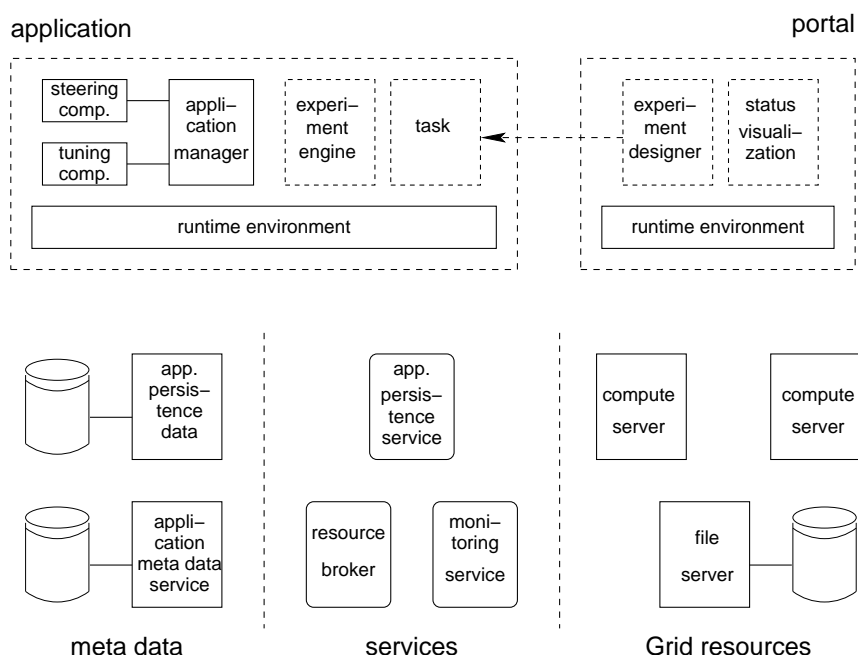 application
portal
steering
comp.
tuning
comp.
appli–
cation
manager
experi–
ment
engine
task
experi–
ment
designer
status
visuali–
zation
runtime environment
runtime environment
app.
persis–
tence
data
app.
persis–
tence
service
compute
server
compute
server
appli–
cation
meta data
service
resource
broker
moni–
toring
service
file
server
meta data
services
Grid resources